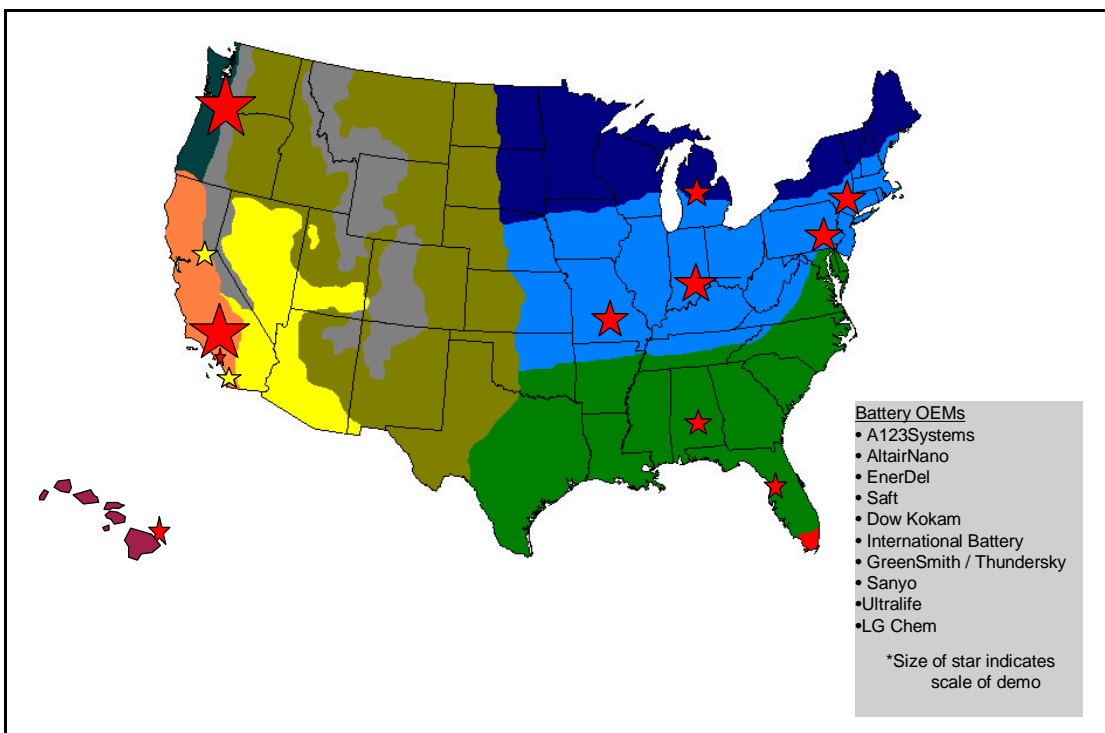 Battery OEMs
• A123Systems
• AltairNano
• EnerDel
• Saft
• Dow Kokam
• International Battery
• GreenSmith / Thundersky
• Sanyo
•Ultralife
•LG Chem
*Size of star indicates
scale of demo